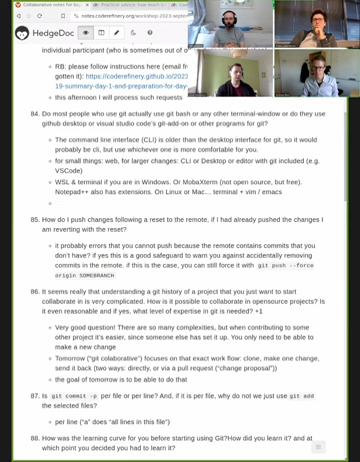 Collaborative notes for
notes.coderefinery.org/workshop-2023-septem
HedgeDoc
individual participant (who is sometimes out of o
RB: please follow instructions here (email fr
gotten it): https://coderefinery.org/2023
19-summary-day-1-and-preparation-for-day-
this afternoon I will process such requests
84. Do most people who use git actually use git bash or any other terminal-window or do they use
github desktop or visual studio code's git-add-on or other programs for git?
The command line interface (CLI) is older than the desktop interface for git, so it would
probably be cli, but use whichever one is more comfortable for you.
for small things: web, for larger changes: CLI or Desktop or editor with git included (e.g.
VSCode)
WSL & terminal if you are in Windows. Or MobaXterm (not open source, but free).
Notepad++ also has extensions. On Linux or Mac... terminal + vim / emacs
85. How do I push changes following a reset to the remote, if I had already pushed the changes I
am reverting with the reset?
it probably errors that you cannot push because the remote contains commits that you
don't have? if yes this is a good safeguard to warn you against accidentally removing
commits in the remote. if this is the case, you can still force it with git push --force
origin SOMEBRANCH
86. It seems really that understanding a git history of a project that you just want to start
collaborate in is very complicated. How is it possible to collaborate in opensource projects? Is
it even reasonable and if yes, what level of expertise in git is needed? +1
Very good question! There are so many complexities, but when contributing to some
other project it's easier, since someone else has set it up. You only need to be able to
make a new change
Tomorrow ("git colaborative") focuses on that exact work flow: clone, make one change,
send it back (two ways: directly, or via a pull request ("change proposal"))
the goal of tomorrow is to be able to do that
87. Is git commit -p per file or per line? And, if it is per file, why do not we just use git add
the selected files?
per line ("a" does "all lines in this file")
88. How was the learning curve for you before starting using Git?How did you learn it? and at
which point you decided you had to learn it?